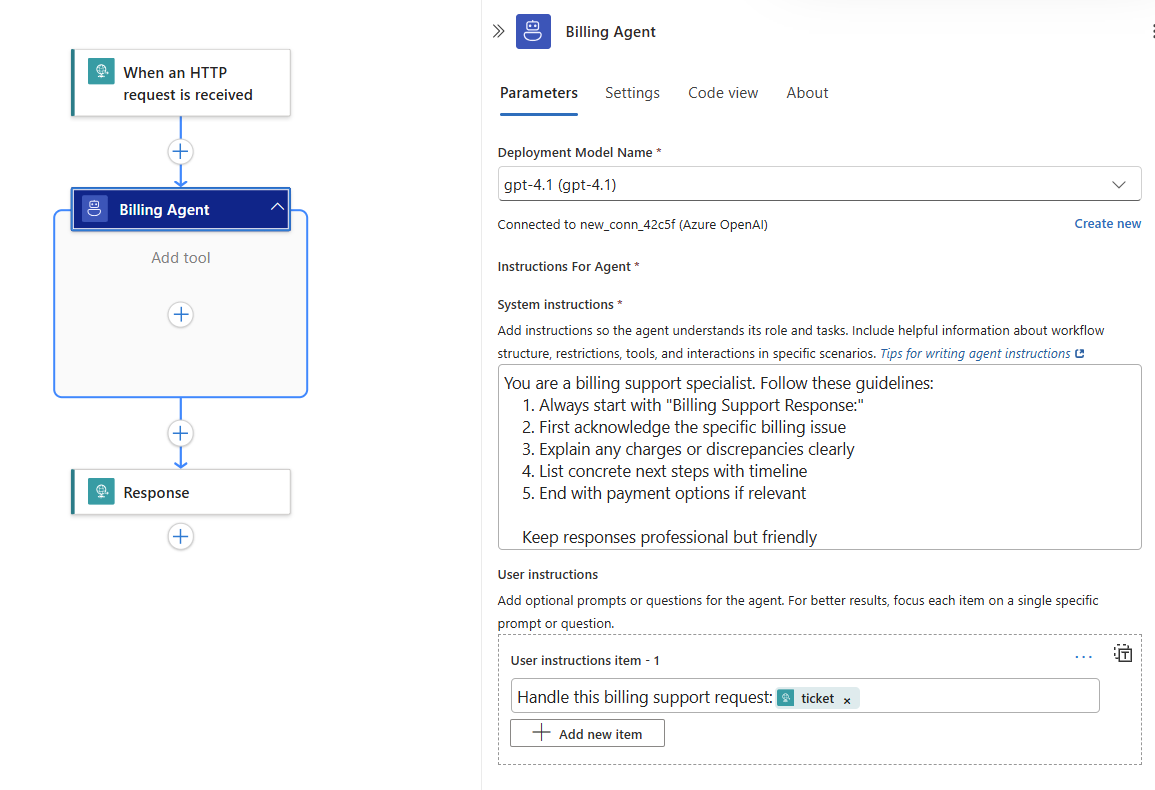 When an HTTP
request is received
Billing Agent
Add tool
Response
Billing Agent
Parameters Settings Code view About
Deployment Model Name *
gpt-4.1 (gpt-4.1)
Connected to new_conn_42c5f (Azure OpenAI) Create new
Instructions For Agent *
System instructions *
Add instructions so the agent understands its role and tasks. Include helpful information about workflow
structure, restrictions, tools, and interactions in specific scenarios. Tips for writing agent instructions
You are a billing support specialist. Follow these guidelines:
1. Always start with "Billing Support Response:"
2. First acknowledge the specific billing issue
3. Explain any charges or discrepancies clearly
4. List concrete next steps with timeline
5. End with payment options if relevant
Keep responses professional but friendly
User instructions
Add optional prompts or questions for the agent. For better results, focus each item on a single specific
prompt or question.
User instructions item - 1
Handle this billing support request: ticket ×
Add new item